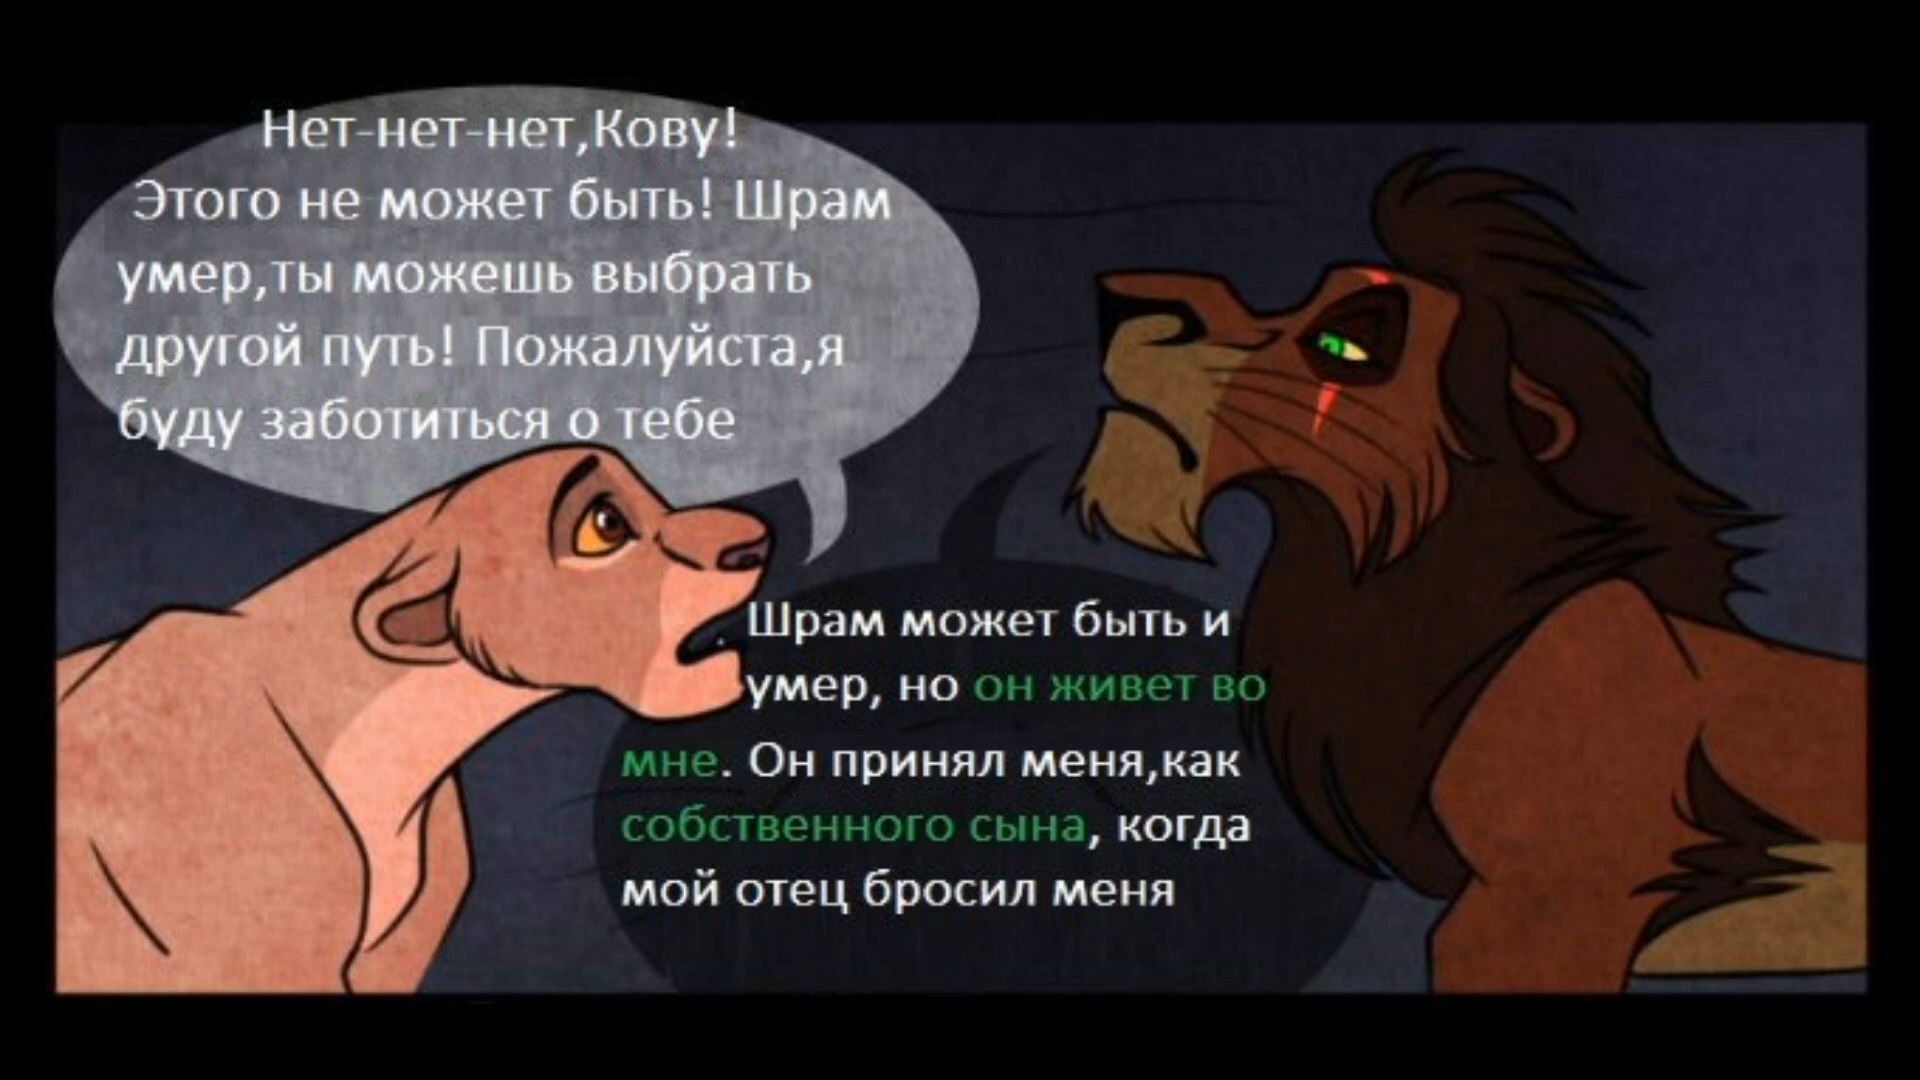 Нет-нет-нет,Кову!
Этого не может быть! Шрам
умер,ты можешь выбрать
другой путь! Пожалуйста,я
буду заботиться о тебе
Шрам может быть и
умер, но он живет во
мне. Он принял меня,как
собственного сына, когда
мой отец бросил меня